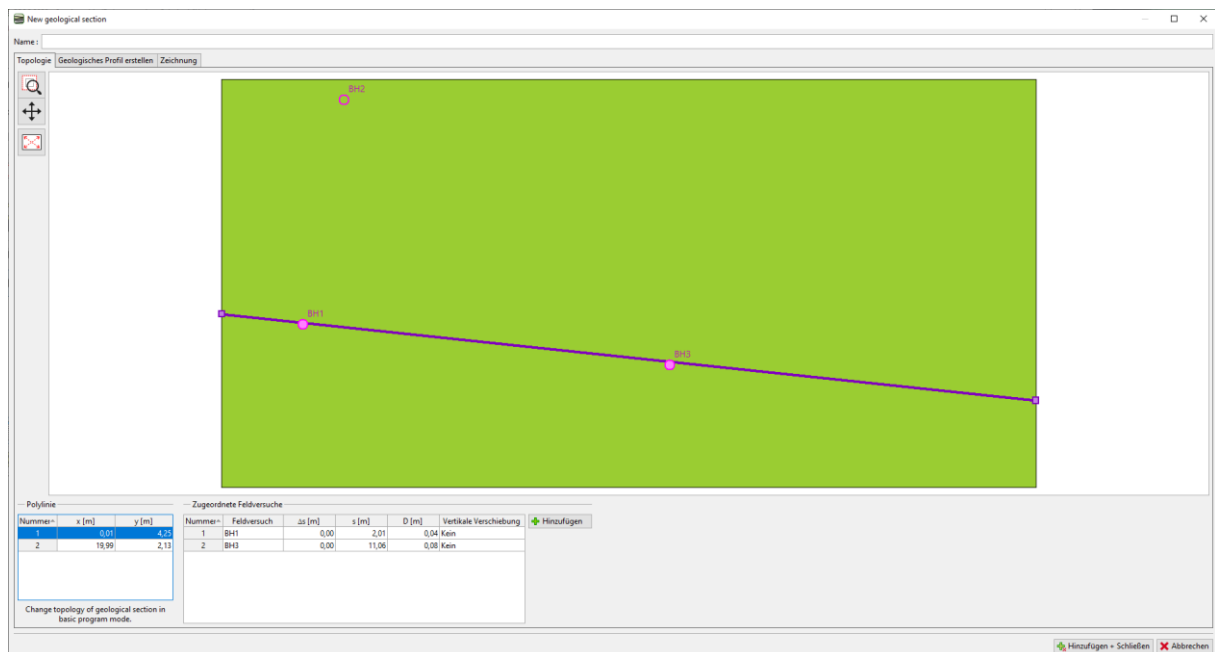 New geological section
Name :
Topologie Geologisches Profil erstellen Zeichnung
BH2
BH1
BH3
Polylinie
Nummer x [m] y [m]
1 0,01 4,25
2 19,99 2,13
Change topology of geological section in
basic program mode.
Zugeordnete Feldversuche
Nummer Feldversuch Δs [m] s [m] D [m] Vertikale Verschiebung
1 BH1 0,00 2,01 0,04 Kein
2 BH3 0,00 11,06 0,08 Kein
Hinzufügen
Hinzufügen + Schließen Abbrechen